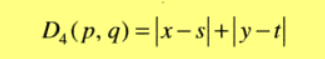 D₄(p, q) = |x − s| + |y − t|